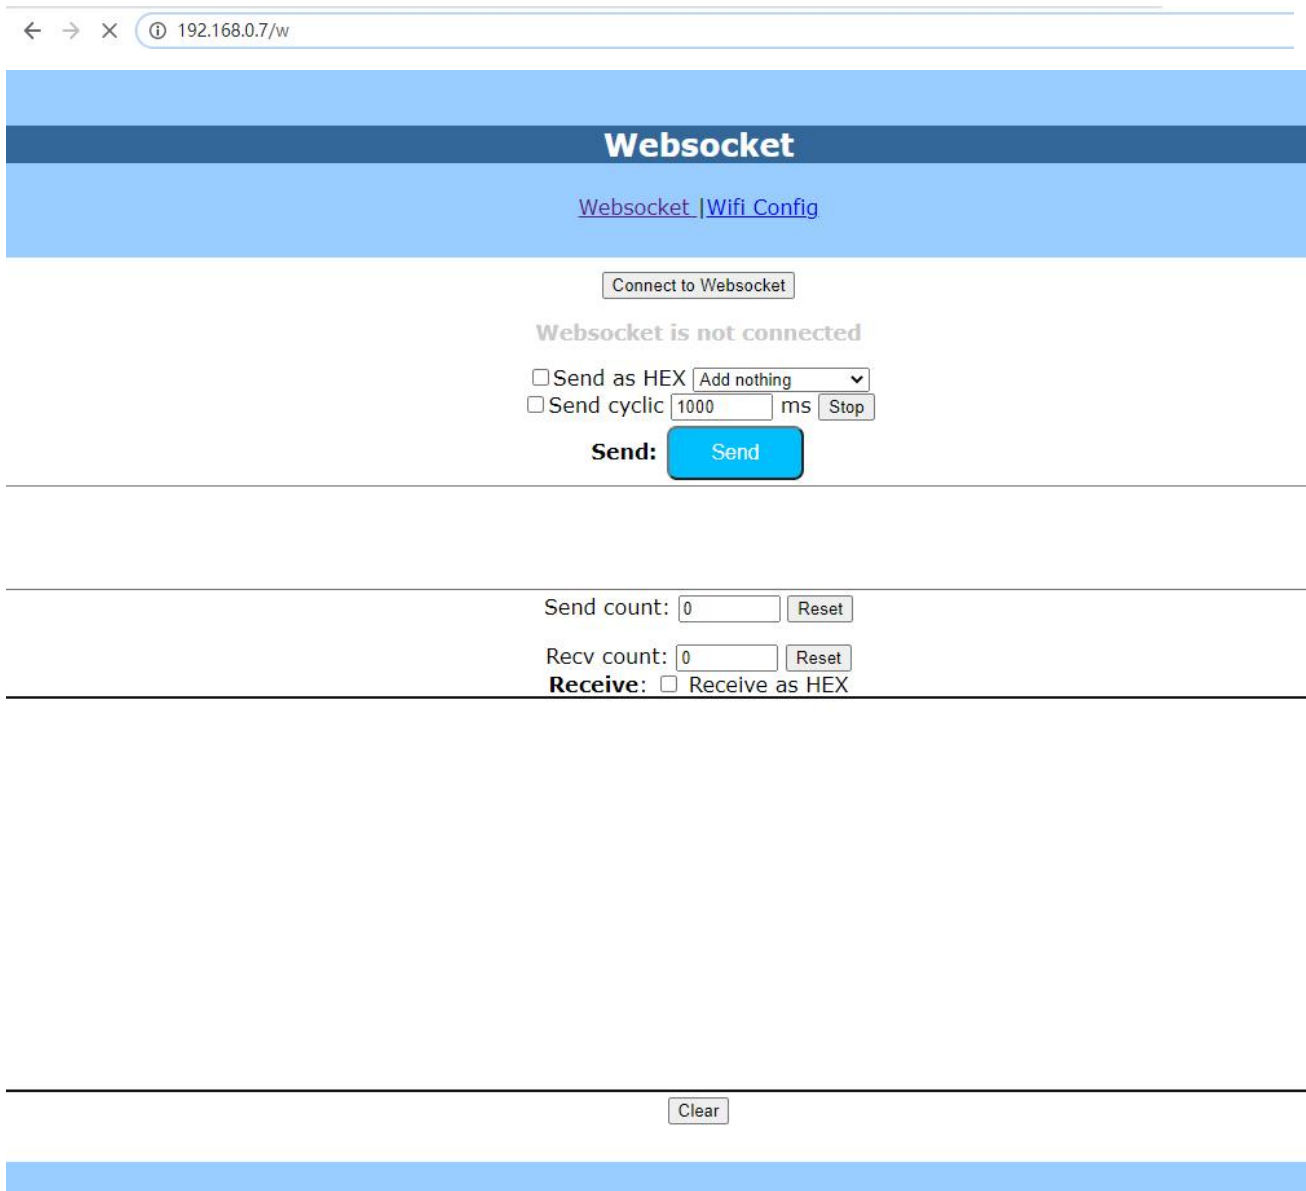 192.168.0.7/w
Websocket
Websocket |Wifi Config
Connect to Websocket
Websocket is not connected
Send as HEX Add nothing
Send cyclic 1000 ms Stop
Send: Send
Send count: 0 Reset
Recv count: 0 Reset
Receive: Receive as HEX
Clear